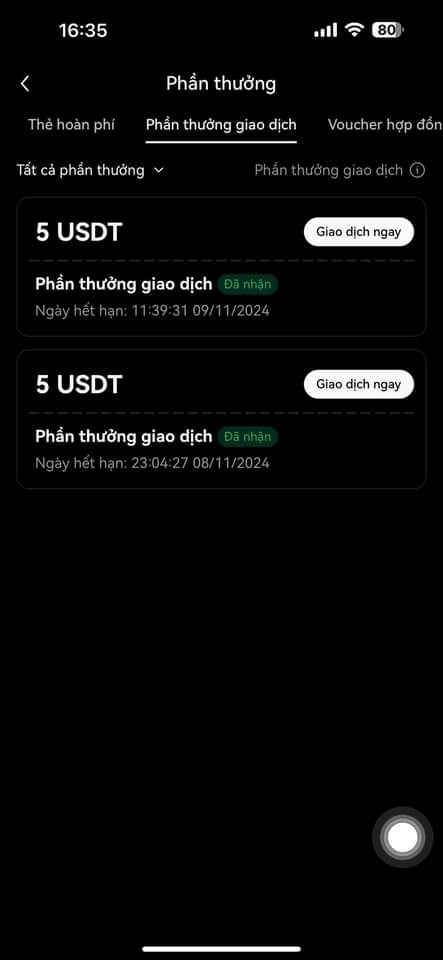 16:35
80
Phần thưởng
Thẻ hoàn phí Phần thưởng giao dịch Voucher hợp đồn
Tất cả phần thưởng Phần thưởng giao dịch
5 USDT Giao dịch ngay
Phần thưởng giao dịch Đã nhận
Ngày hết hạn: 11:39:31 09/11/2024
5 USDT Giao dịch ngay
Phần thưởng giao dịch Đã nhận
Ngày hết hạn: 23:04:27 08/11/2024